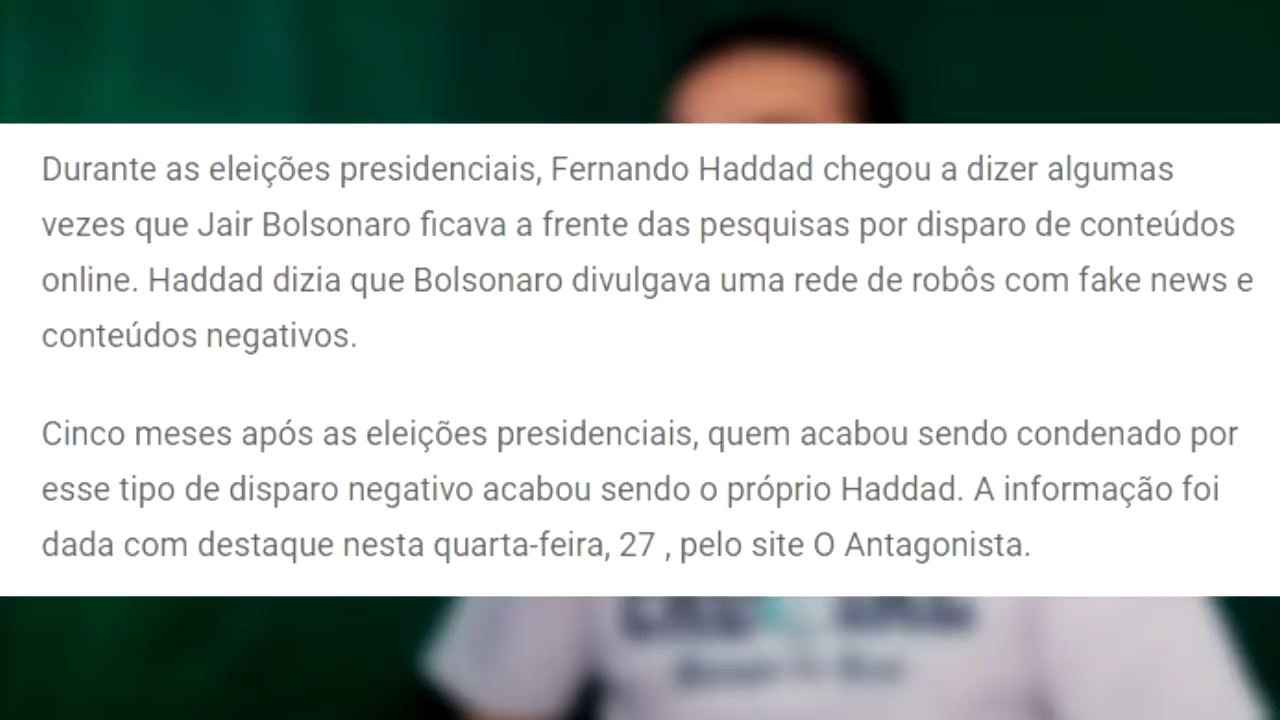 Durante as eleições presidenciais, Fernando Haddad chegou a dizer algumas
vezes que Jair Bolsonaro ficava a frente das pesquisas por disparo de conteúdos
online. Haddad dizia que Bolsonaro divulgava uma rede de robôs com fake news e
conteúdos negativos.
Cinco meses após as eleições presidenciais, quem acabou sendo condenado por
esse tipo de disparo negativo acabou sendo o próprio Haddad. A informação foi
dada com destaque nesta quarta-feira, 27 , pelo site O Antagonista.